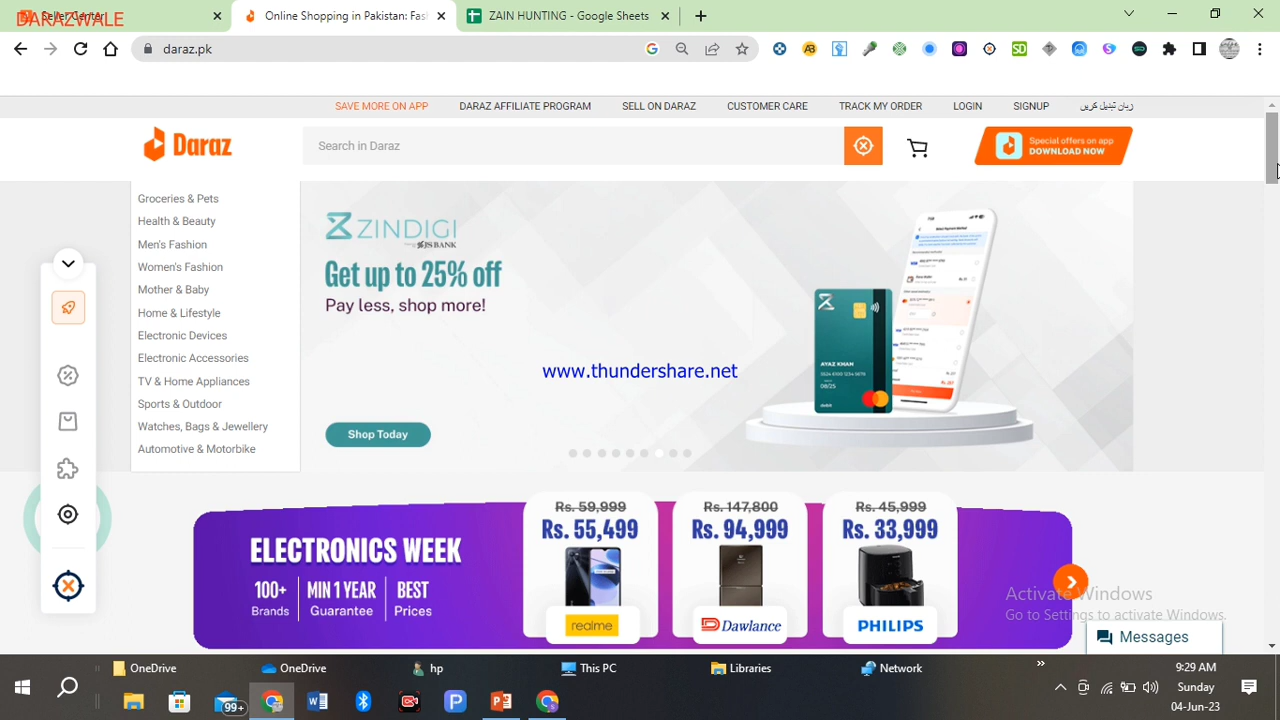 DARAZWALE
Seller Center
Online Shopping in Pakistan: Fas
ZAIN HUNTING - Google Sheets
daraz.pk
SAVE MORE ON APP
DARAZ AFFILIATE PROGRAM
SELL ON DARAZ
CUSTOMER CARE
TRACK MY ORDER
LOGIN
SIGNUP
زبان تبدیل کریں
Daraz
Search in Daraz
Special offers on app
DOWNLOAD NOW
Groceries & Pets
Health & Beauty
Men's Fashion
Women's Fashion
Mother & Baby
Home & Lifestyle
Electronic Devices
Electronic Accessories
TV & Home Appliances
Sports & Outdoor
Watches, Bags & Jewellery
Automotive & Motorbike
ZINDIGI
JS BANK
Get up to 25% off
Pay less, shop more!
www.thundershare.net
AYAZ KHAN
Shop Today
ELECTRONICS WEEK
100+
Brands
MIN 1 YEAR
Guarantee
BEST
Prices
Rs. 59,999
Rs. 55,499
realme
Rs. 147,800
Rs. 94,999
Dawlance
Rs. 45,999
Rs. 33,999
PHILIPS
Activate Windows
Go to Settings to activate Windows.
Messages
OneDrive
OneDrive
hp
This PC
Libraries
Network
99+
9:29 AM
Sunday
04-Jun-23